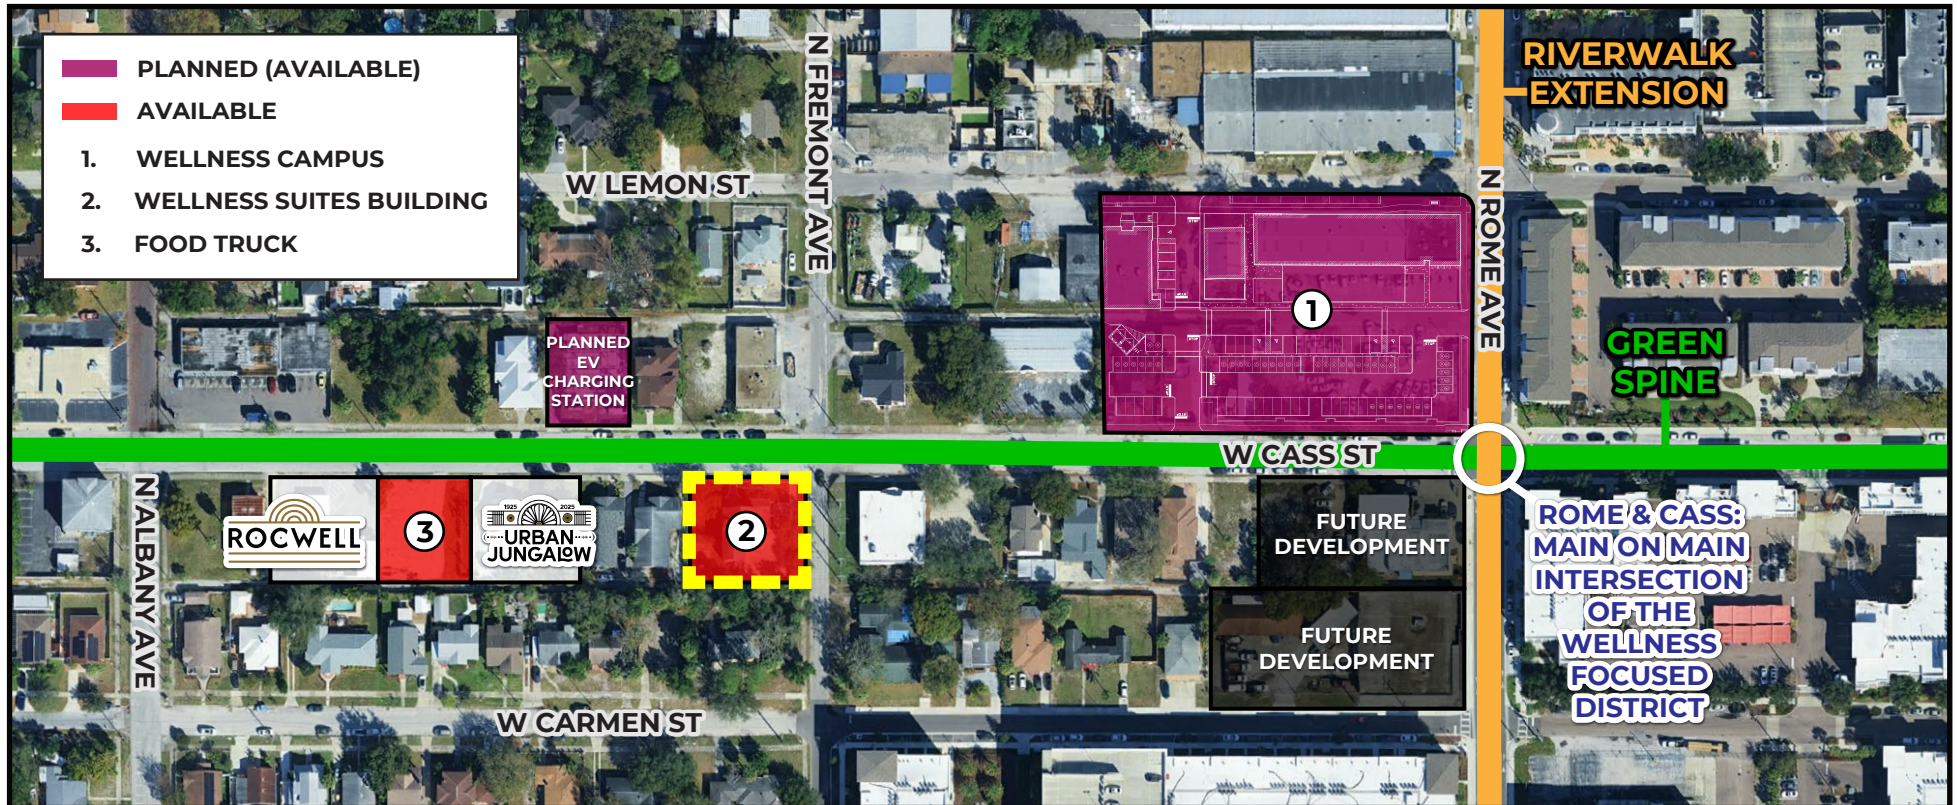 PLANNED (AVAILABLE)
AVAILABLE
1. WELLNESS CAMPUS
2. WELLNESS SUITES BUILDING
3. FOOD TRUCK
N FREMONT AVE
W LEMON ST
RIVERWALK
EXTENSION
N ROME AVE
1
GREEN
SPINE
PLANNED
EV
CHARGING
STATION
W CASS ST
N ALBANY AVE
ROCWELL
3
1925 2025
URBAN
JUNGALOW
2
FUTURE
DEVELOPMENT
FUTURE
DEVELOPMENT
ROME & CASS:
MAIN ON MAIN
INTERSECTION
OF THE
WELLNESS
FOCUSED
DISTRICT
W CARMEN ST